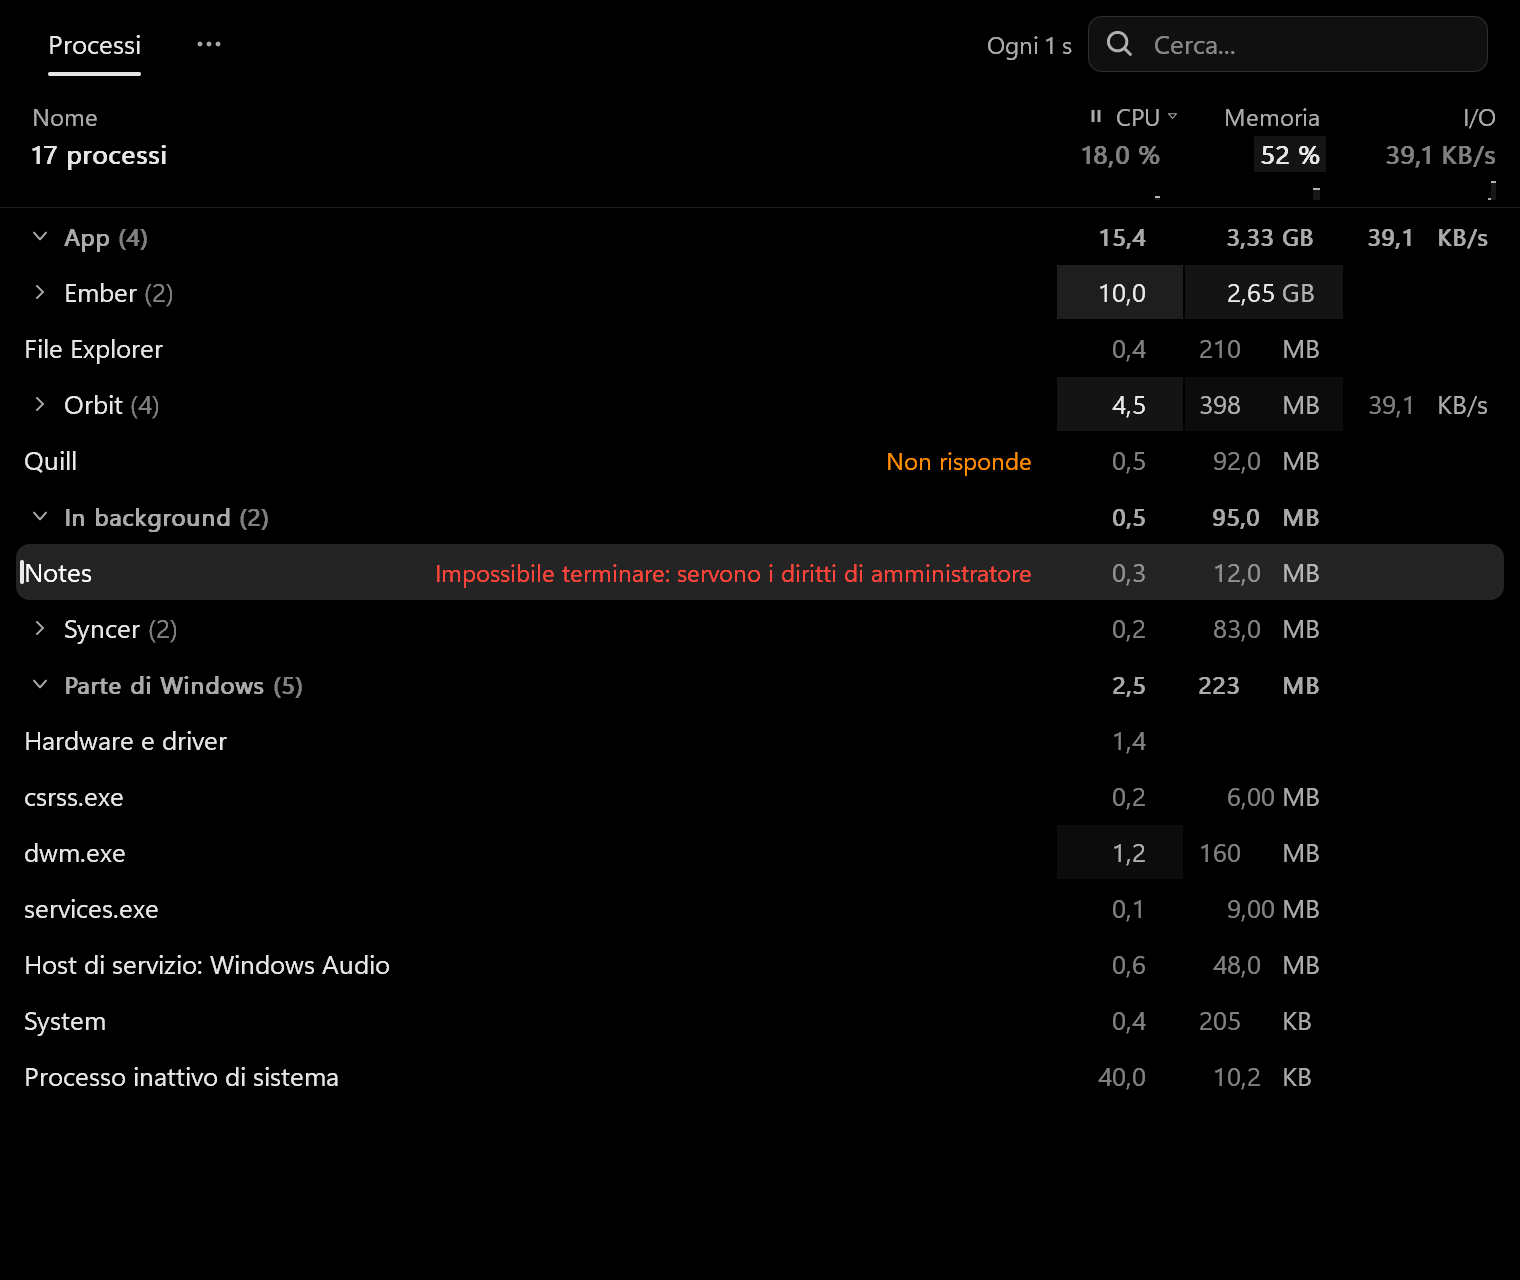 Processi ··· Ogni 1 s Cerca...
Nome CPU Memoria I/O
17 processi 18,0 % 52 % 39,1 KB/s
App (4) 15,4 3,33 GB 39,1 KB/s
Ember (2) 10,0 2,65 GB
File Explorer 0,4 210 MB
Orbit (4) 4,5 398 MB 39,1 KB/s
Quill Non risponde 0,5 92,0 MB
In background (2) 0,5 95,0 MB
Notes Impossibile terminare: servono i diritti di amministratore 0,3 12,0 MB
Syncer (2) 0,2 83,0 MB
Parte di Windows (5) 2,5 223 MB
Hardware e driver 1,4
csrss.exe 0,2 6,00 MB
dwm.exe 1,2 160 MB
services.exe 0,1 9,00 MB
Host di servizio: Windows Audio 0,6 48,0 MB
System 0,4 205 KB
Processo inattivo di sistema 40,0 10,2 KB